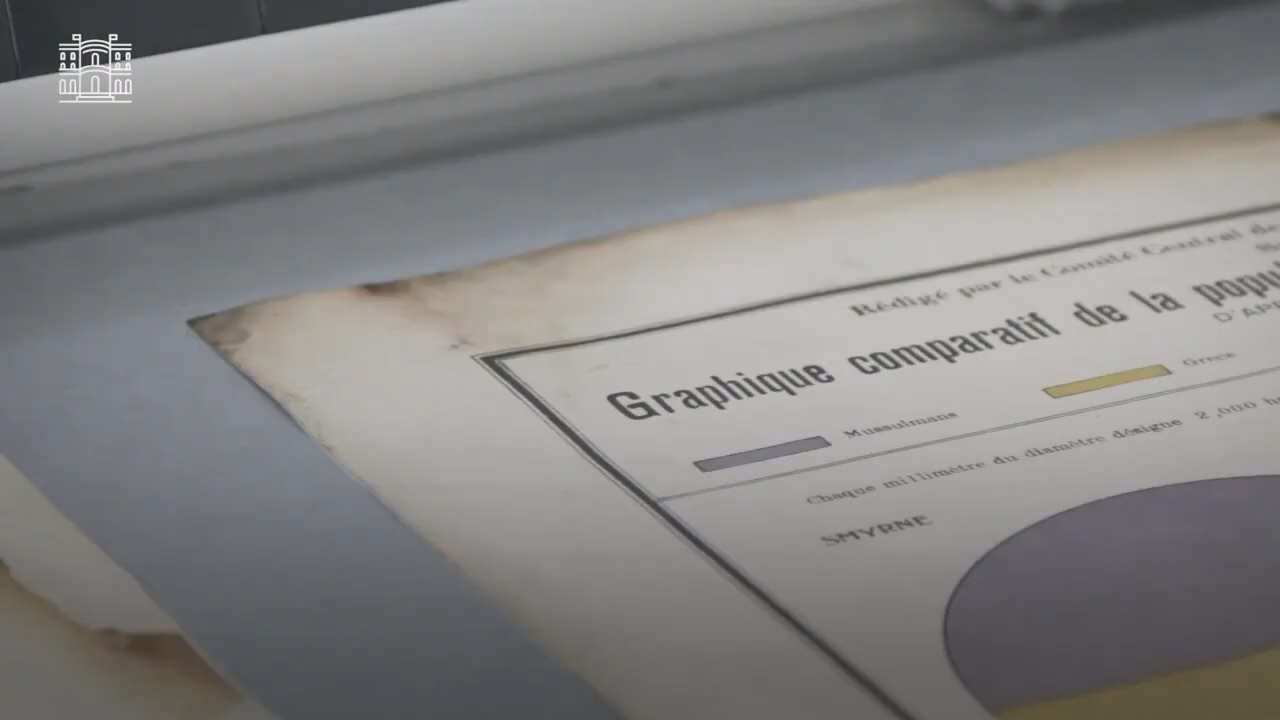 Rédigé par le Comité Central de
Graphique comparatif de la popu
D'APR
Musulmans
Grecs
Chaque millimètre du diamètre désigne 2,000 h
SMYRNE